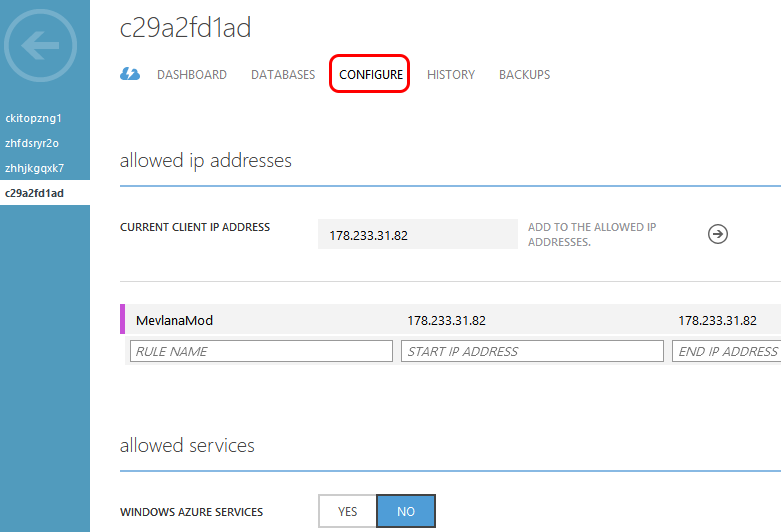 c29a2fd1ad
DASHBOARD DATABASES CONFIGURE HISTORY BACKUPS
ckitopzng1
zhfdsryr2o
zhhjkgqxk7
c29a2fd1ad
allowed ip addresses
CURRENT CLIENT IP ADDRESS 178.233.31.82 ADD TO THE ALLOWED IP
ADDRESSES.
MevlanaMod 178.233.31.82 178.233.31.82
RULE NAME START IP ADDRESS END IP ADDRESS
allowed services
WINDOWS AZURE SERVICES YES NO